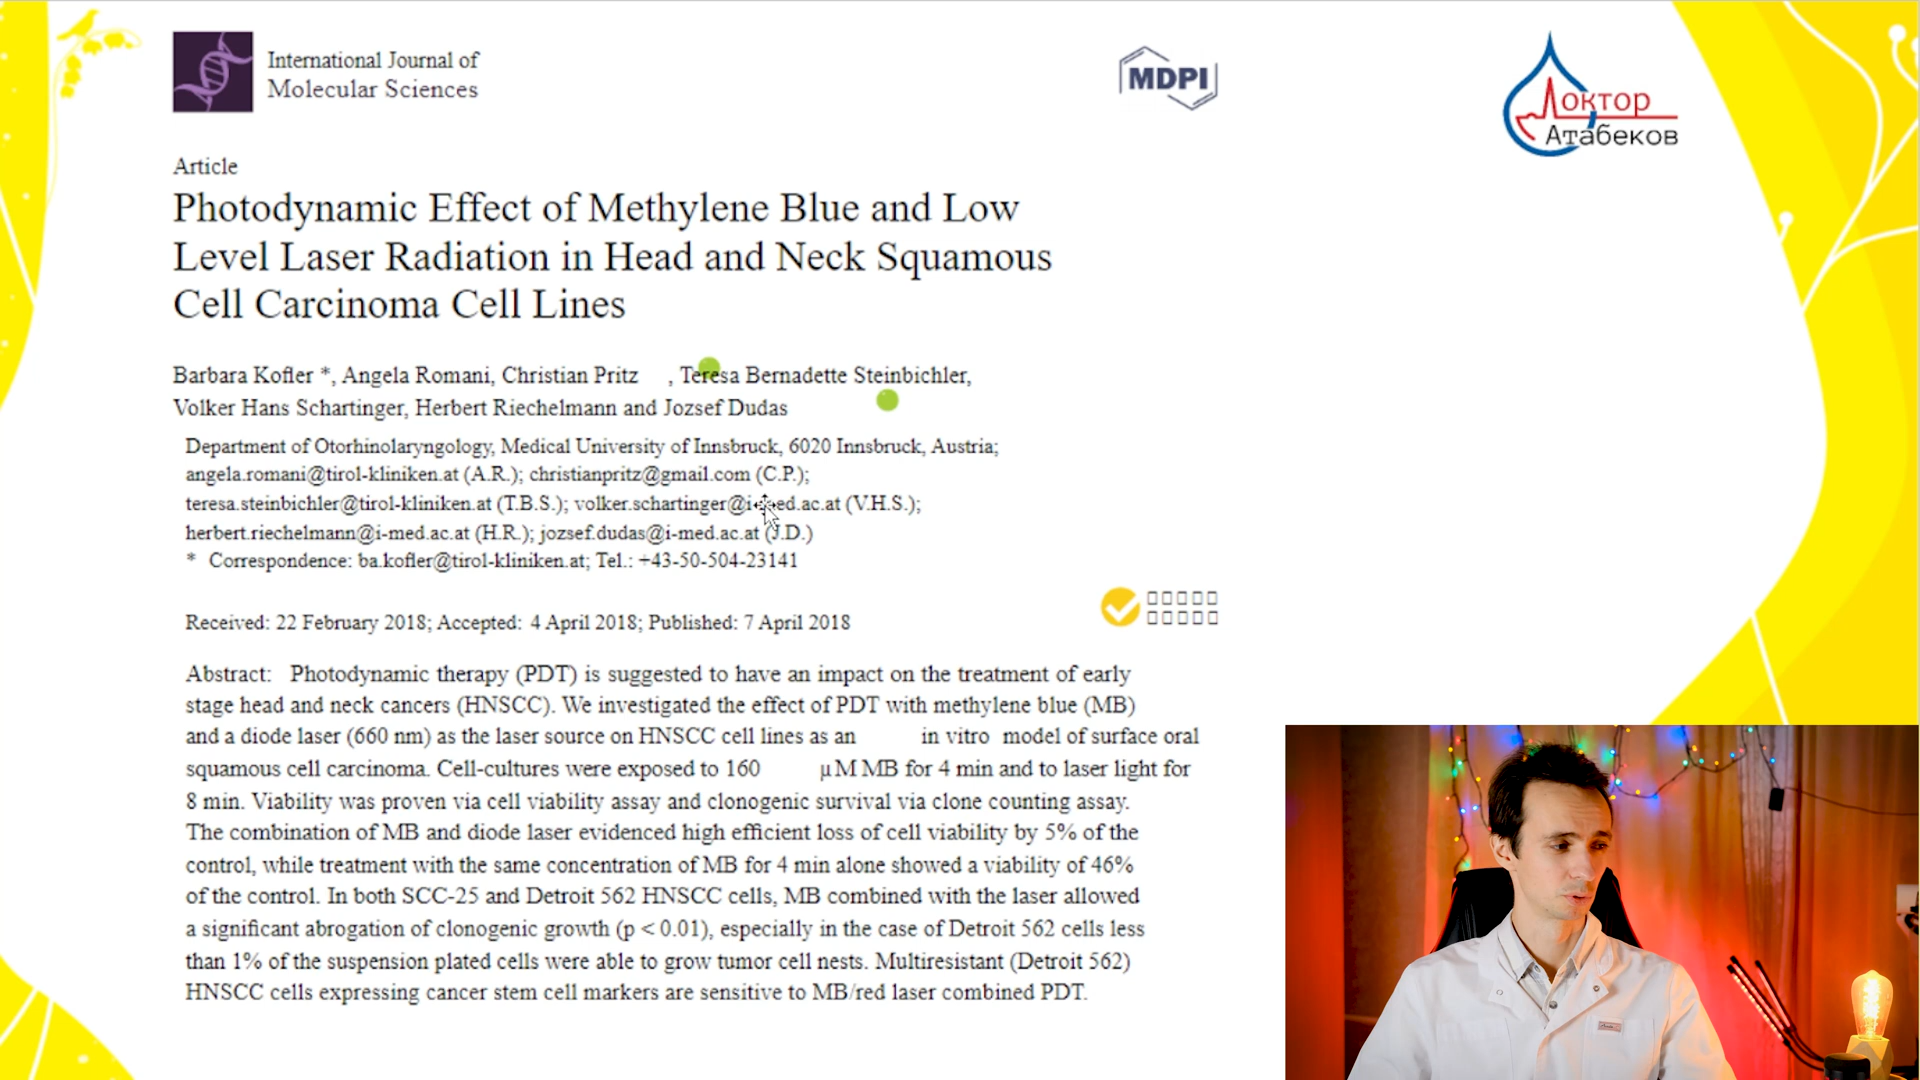 International Journal of
Molecular Sciences
MDPI
Доктор
Атабеков
Article
Photodynamic Effect of Methylene Blue and Low
Level Laser Radiation in Head and Neck Squamous
Cell Carcinoma Cell Lines
Barbara Kofler *, Angela Romani, Christian Pritz , Teresa Bernadette Steinbichler,
Volker Hans Schartinger, Herbert Riechelmann and Jozsef Dudas
Department of Otorhinolaryngology, Medical University of Innsbruck, 6020 Innsbruck, Austria;
angela.romani@tirol-kliniken.at (A.R.); christianpritz@gmail.com (C.P.);
teresa.steinbichler@tirol-kliniken.at (T.B.S.); volker.schartinger@i-med.ac.at (V.H.S.);
herbert.riechelmann@i-med.ac.at (H.R.); jozsef.dudas@i-med.ac.at (J.D.)
* Correspondence: ba.kofler@tirol-kliniken.at; Tel.: +43-50-504-23141
Received: 22 February 2018; Accepted: 4 April 2018; Published: 7 April 2018
Abstract: Photodynamic therapy (PDT) is suggested to have an impact on the treatment of early
stage head and neck cancers (HNSCC). We investigated the effect of PDT with methylene blue (MB)
and a diode laser (660 nm) as the laser source on HNSCC cell lines as an in vitro model of surface oral
squamous cell carcinoma. Cell-cultures were exposed to 160 µM MB for 4 min and to laser light for
8 min. Viability was proven via cell viability assay and clonogenic survival via clone counting assay.
The combination of MB and diode laser evidenced high efficient loss of cell viability by 5% of the
control, while treatment with the same concentration of MB for 4 min alone showed a viability of 46%
of the control. In both SCC-25 and Detroit 562 HNSCC cells, MB combined with the laser allowed
a significant abrogation of clonogenic growth (p < 0.01), especially in the case of Detroit 562 cells less
than 1% of the suspension plated cells were able to grow tumor cell nests. Multiresistant (Detroit 562)
HNSCC cells expressing cancer stem cell markers are sensitive to MB/red laser combined PDT.